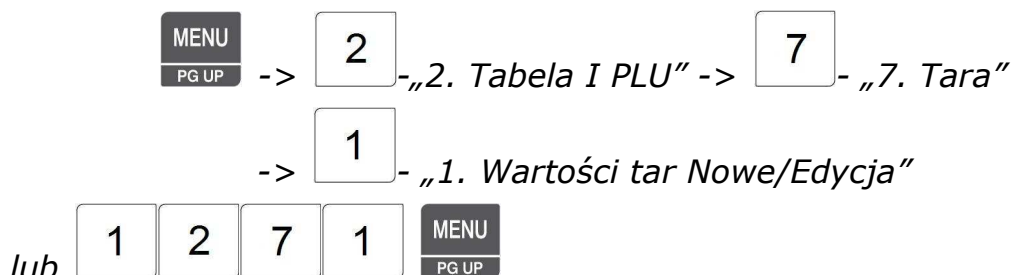 MENU
PG UP -> 2 -„2. Tabela I PLU” -> 7 - „7. Tara”
-> 1 - „1. Wartości tar Nowe/Edycja”
lub 1 2 7 1 MENU
PG UP